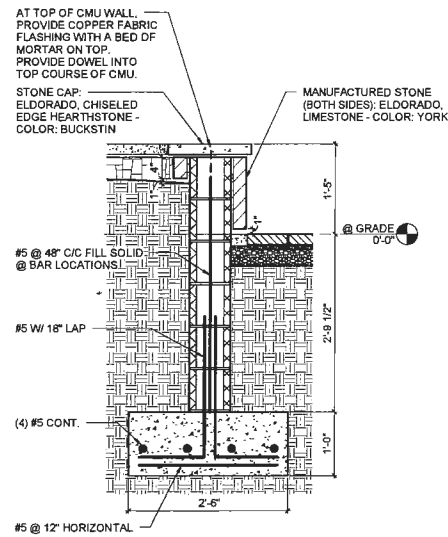 AT TOP OF CMU WALL,
PROVIDE COPPER FABRIC
FLASHING WITH A BED OF
MORTAR ON TOP.
PROVIDE DOWEL INTO
TOP COURSE OF CMU.
STONE CAP:
ELDORADO, CHISELED
EDGE HEARTHSTONE -
COLOR: BUCKSTIN
MANUFACTURED STONE
(BOTH SIDES): ELDORADO,
LIMESTONE - COLOR: YORK
4"
1"
1"
1'-5"
@ GRADE
0'-0"
#5 @ 48" C/C FILL SOLID
@ BAR LOCATIONS
2'-9 1/2"
#5 W/ 18" LAP
(4) #5 CONT.
1'-0"
2'-6"
#5 @ 12" HORIZONTAL